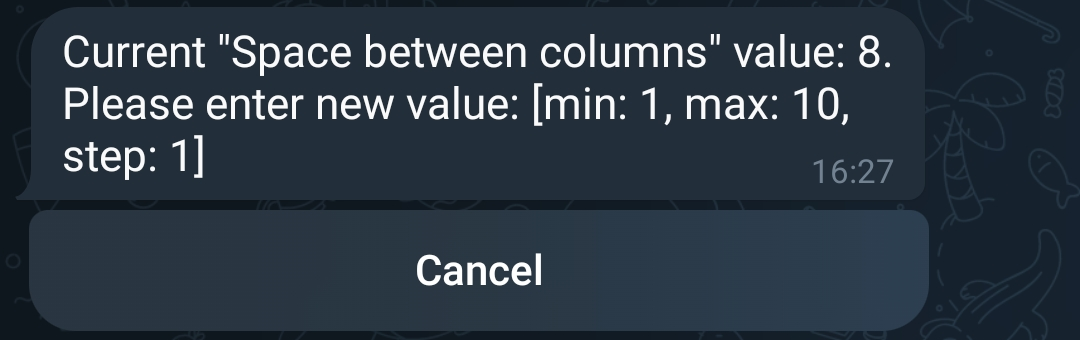 Current "Space between columns" value: 8.
Please enter new value: [min: 1, max: 10,
step: 1]
16:27
Cancel